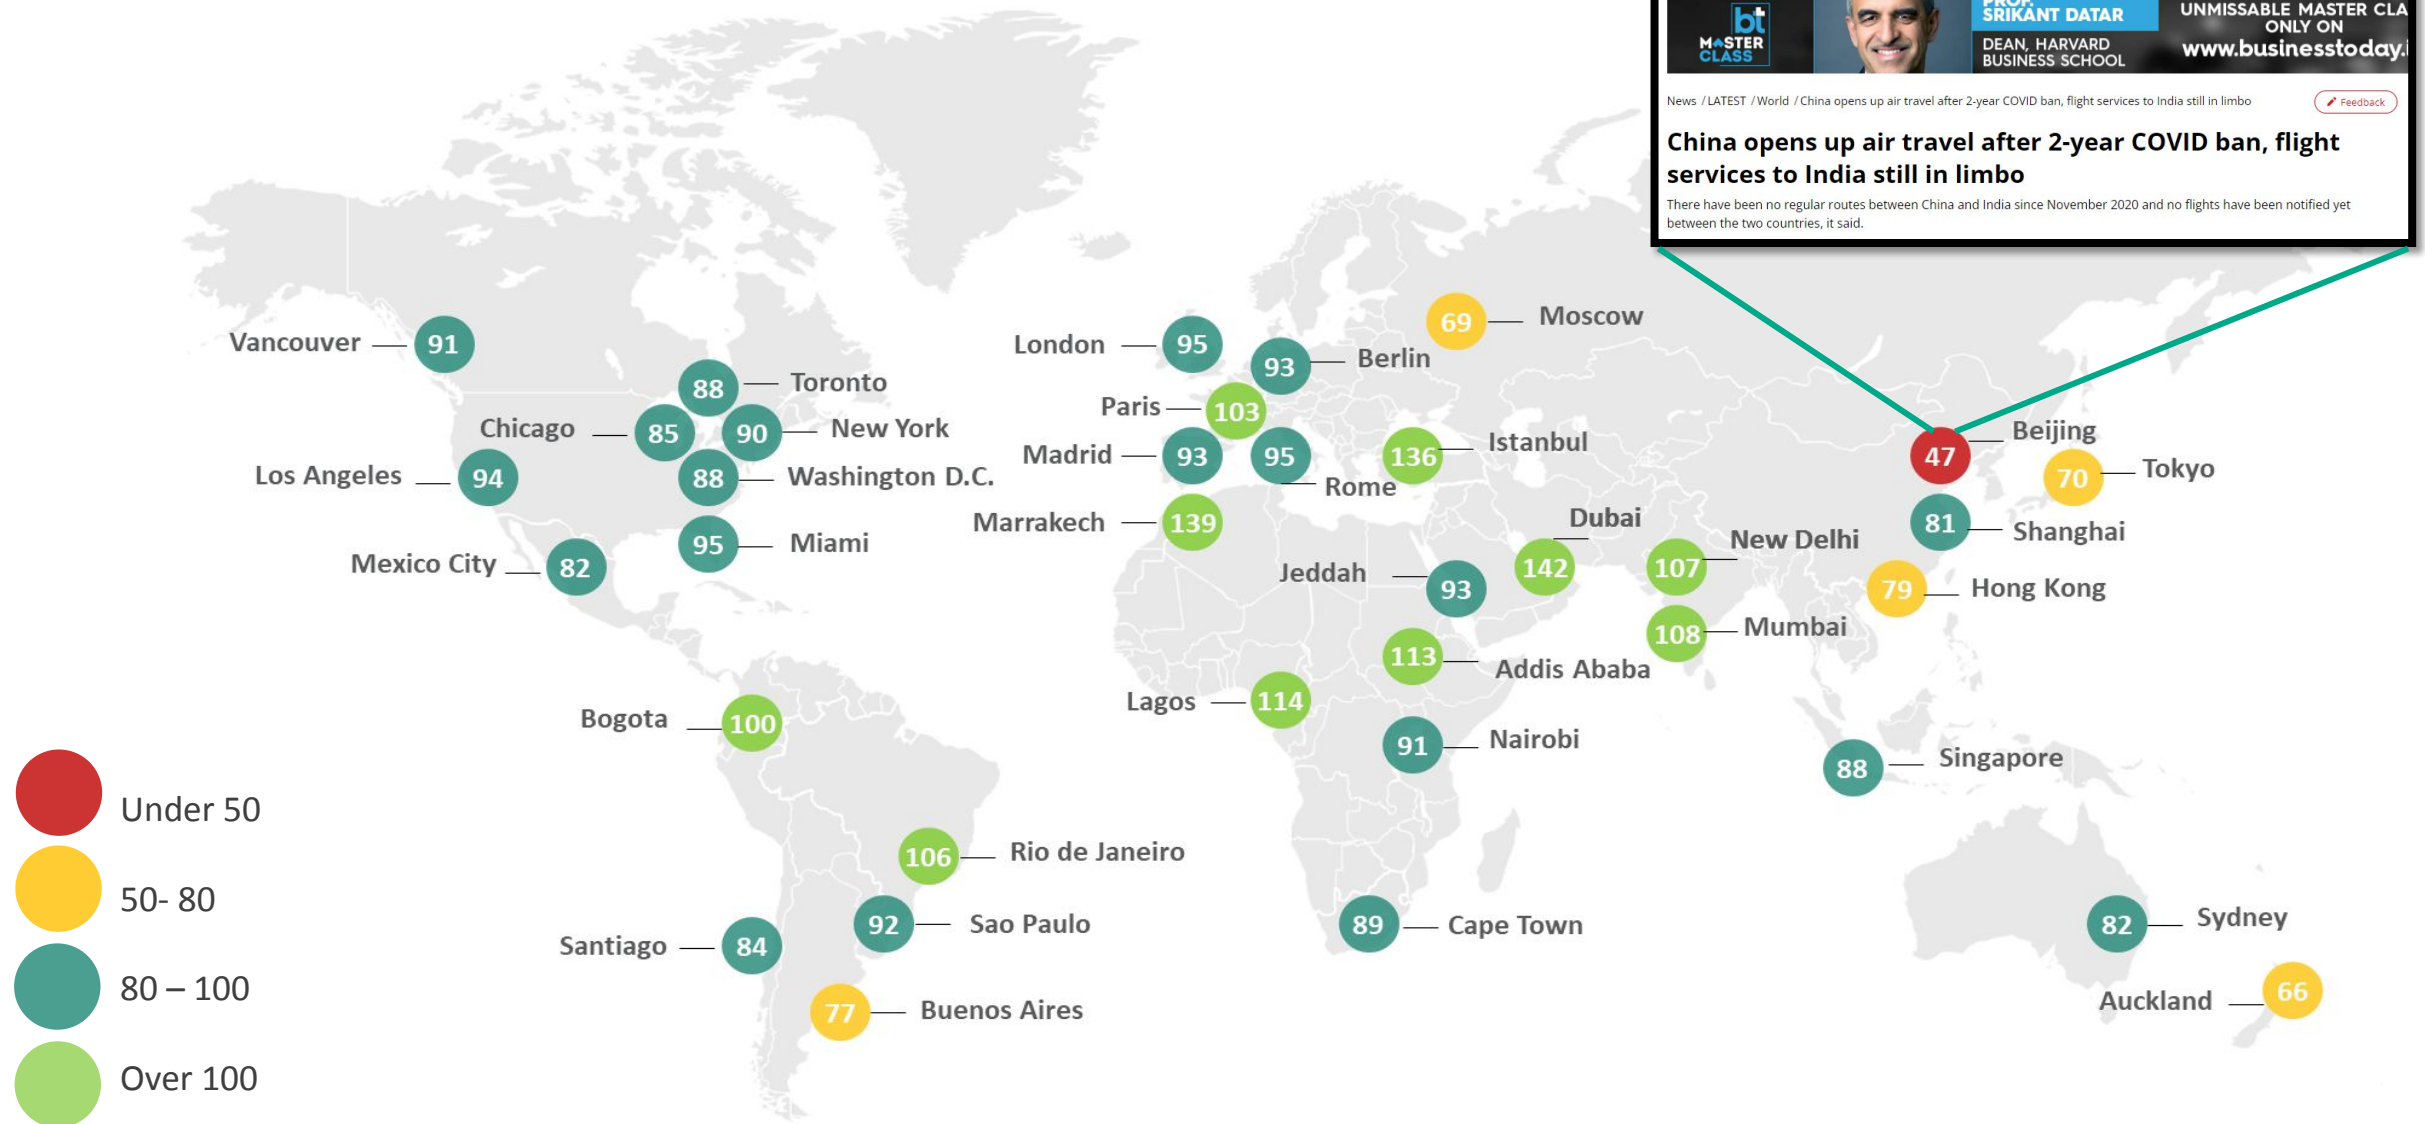 bt
MASTER
CLASS
PROF.
SRIKANT DATAR
DEAN, HARVARD
BUSINESS SCHOOL
UNMISSABLE MASTER CLA
ONLY ON
www.businesstoday.i
News / LATEST / World / China opens up air travel after 2-year COVID ban, flight services to India still in limbo
Feedback
China opens up air travel after 2-year COVID ban, flight
services to India still in limbo
There have been no regular routes between China and India since November 2020 and no flights have been notified yet
between the two countries, it said.
Vancouver 91
88 Toronto
Chicago 85
90 New York
Los Angeles 94
88 Washington D.C.
95 Miami
Mexico City 82
London 95
93 Berlin
69 Moscow
Paris 103
Madrid 93
95 Rome
136 Istanbul
Marrakech 139
Jeddah 93
Dubai 142
107 New Delhi
108 Mumbai
47 Beijing
70 Tokyo
81 Shanghai
79 Hong Kong
113 Addis Ababa
Lagos 114
91 Nairobi
88 Singapore
Bogota 100
106 Rio de Janeiro
92 Sao Paulo
Santiago 84
77 Buenos Aires
89 Cape Town
82 Sydney
Auckland 66
Under 50
50- 80
80 – 100
Over 100